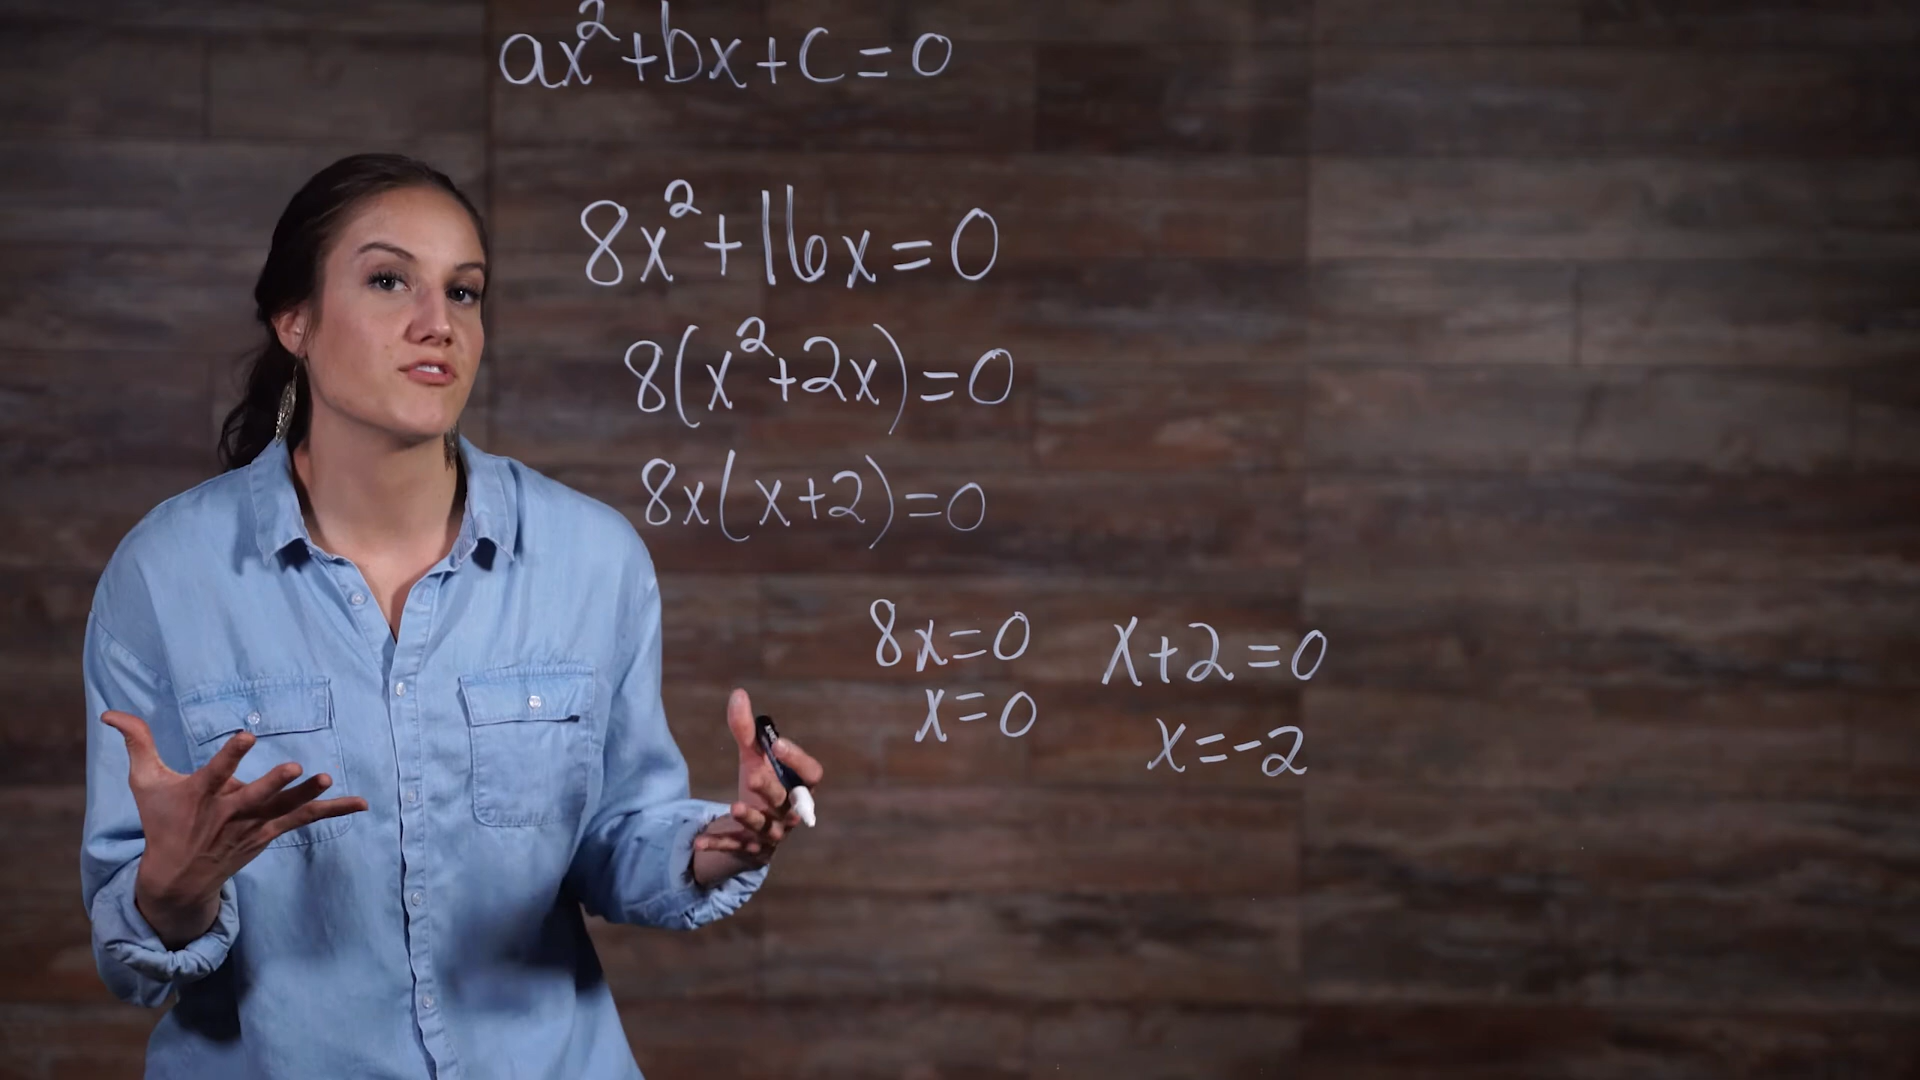 ax²+bx+c=0
8x²+16x=0
8(x²+2x)=0
8x(x+2)=0
8x=0 x+2=0
x=0 x=-2